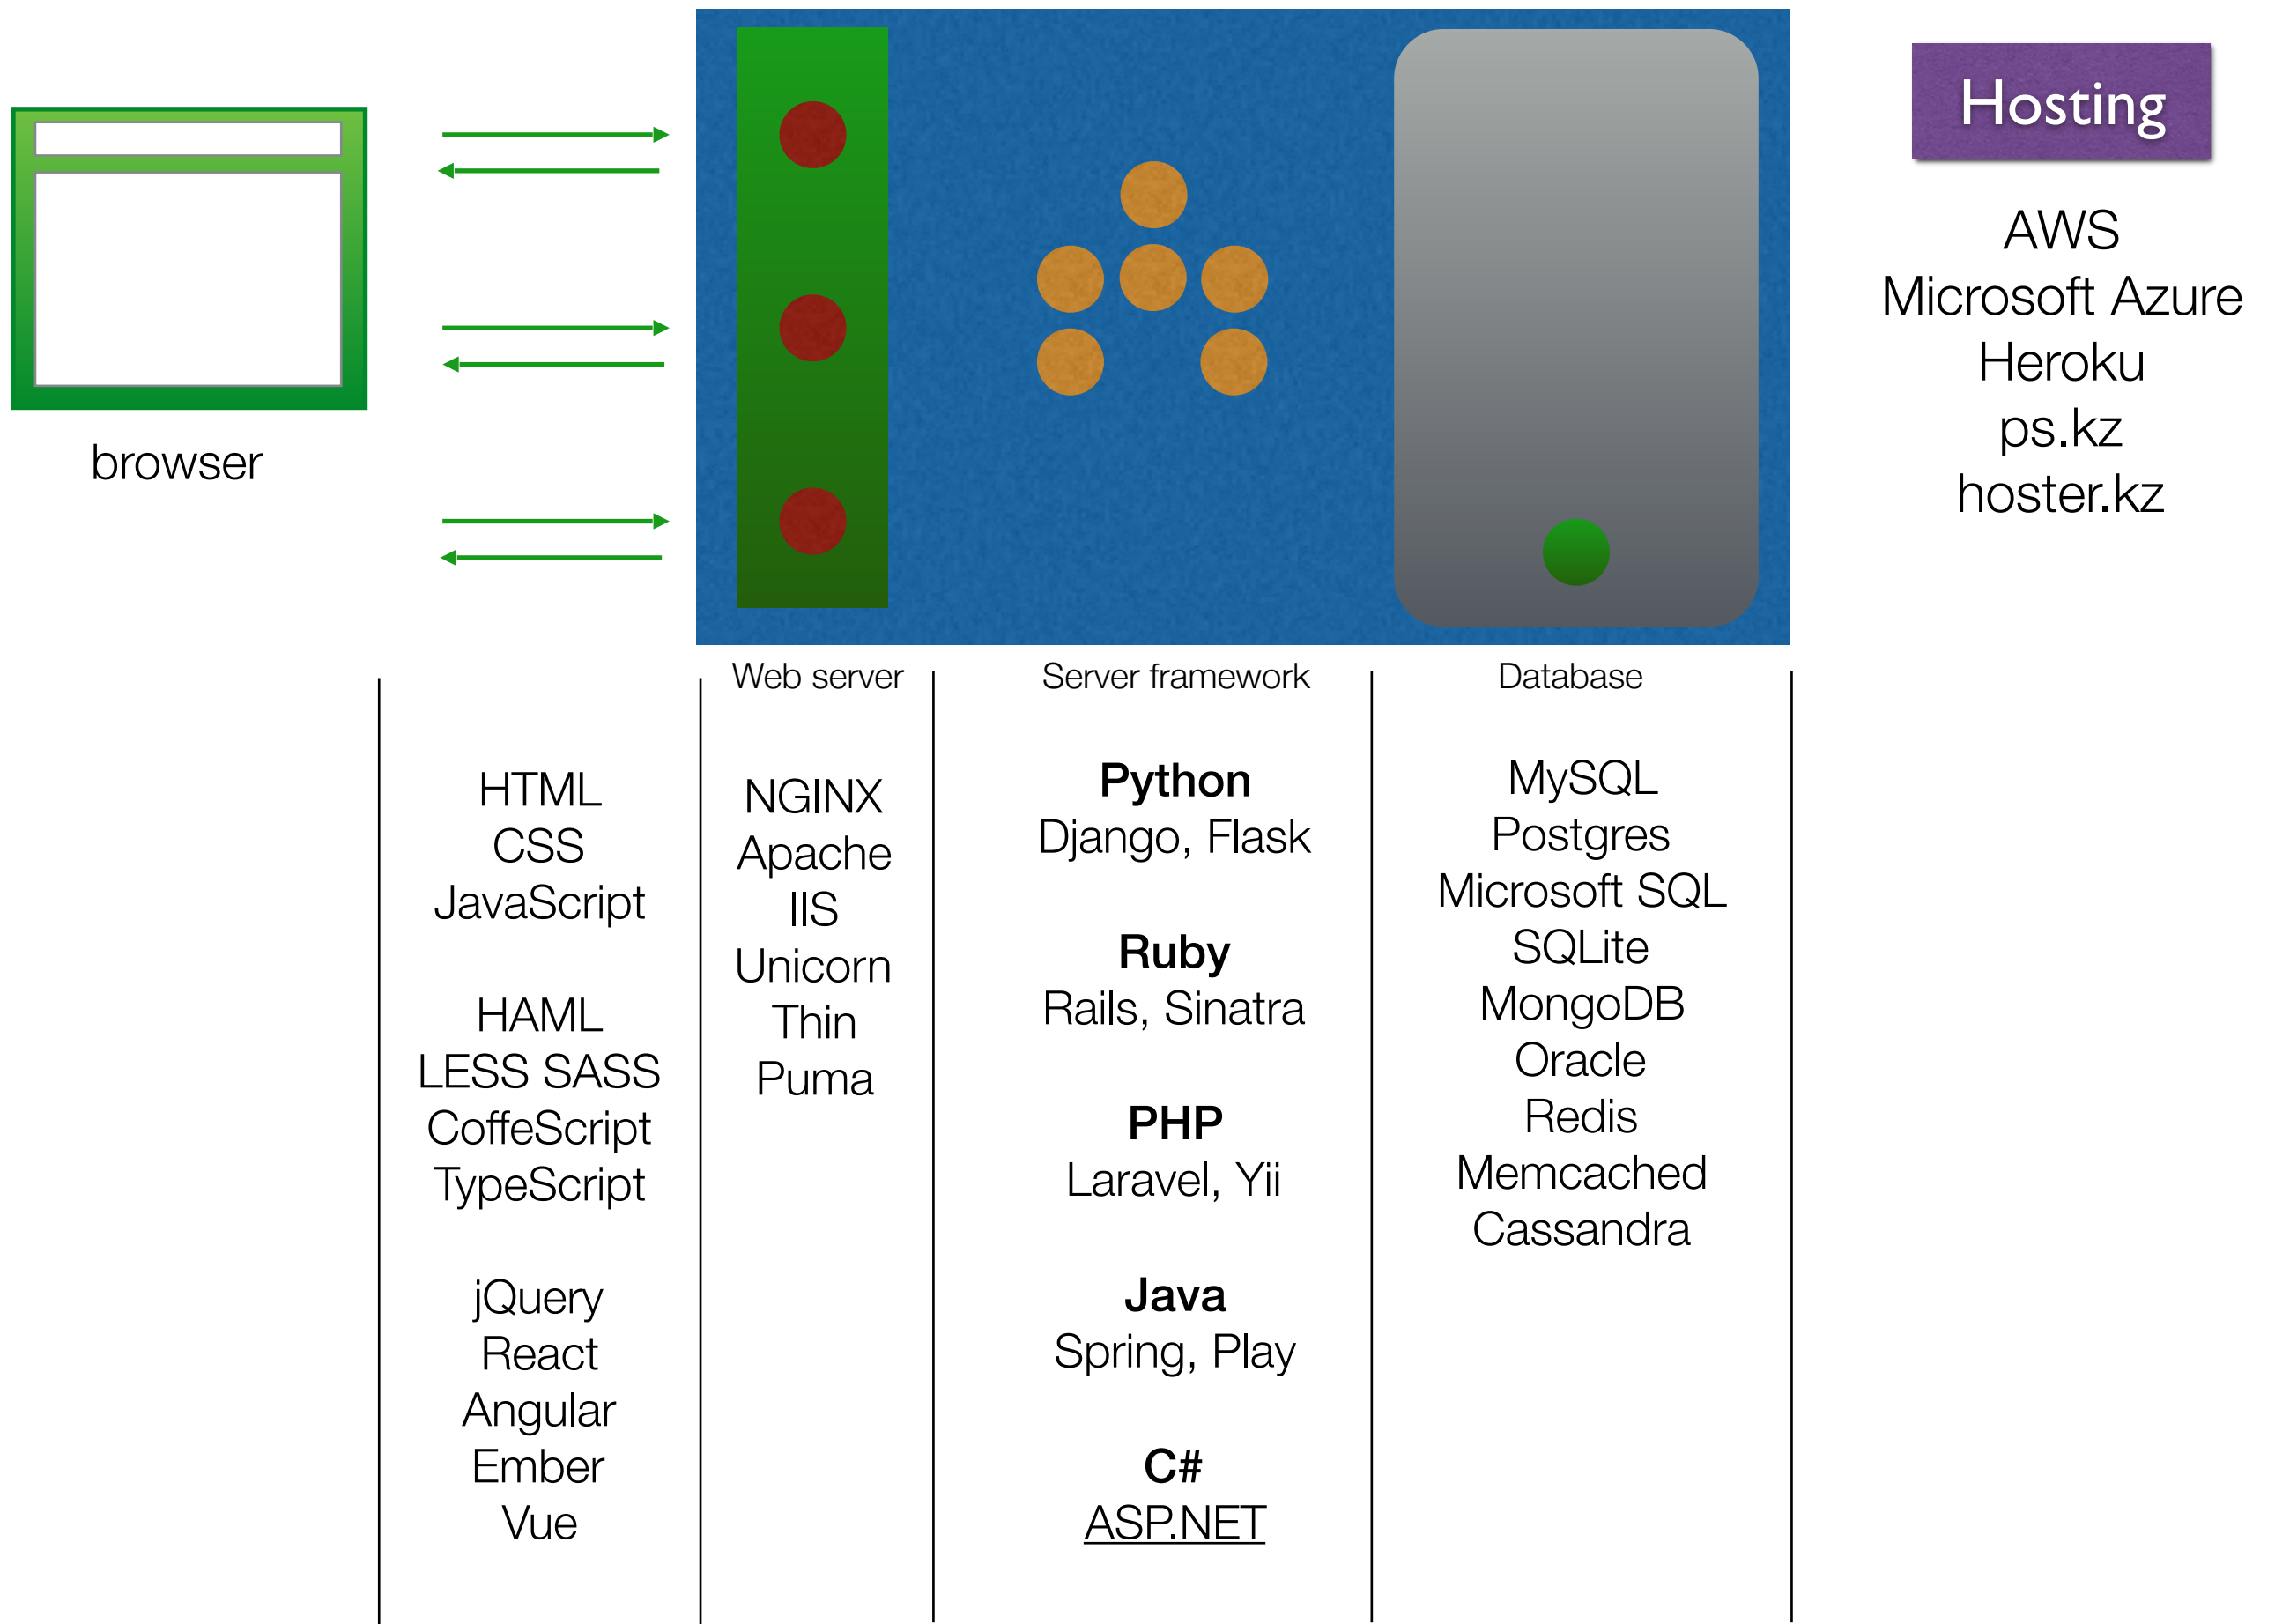 Hosting
AWS
Microsoft Azure
Heroku
ps.kz
hoster.kz
browser
Web server
Server framework
Database
HTML
CSS
JavaScript
HAML
LESS SASS
CoffeScript
TypeScript
jQuery
React
Angular
Ember
Vue
NGINX
Apache
IIS
Unicorn
Thin
Puma
Python
Django, Flask
Ruby
Rails, Sinatra
PHP
Laravel, Yii
Java
Spring, Play
C#
ASP.NET
MySQL
Postgres
Microsoft SQL
SQLite
MongoDB
Oracle
Redis
Memcached
Cassandra